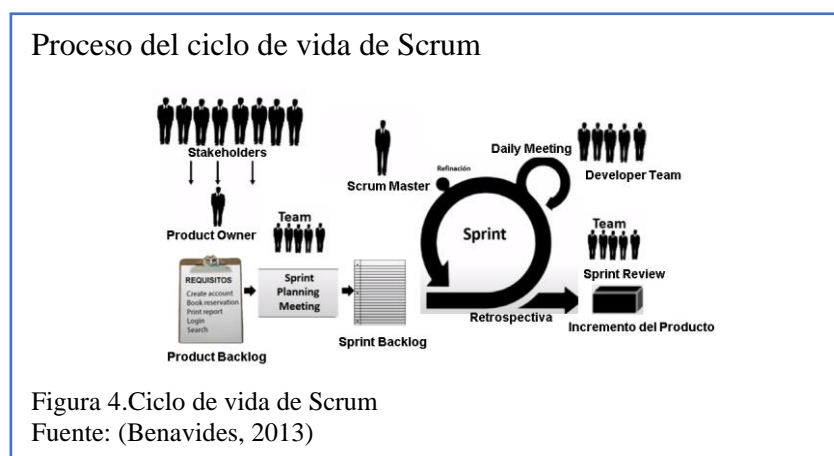 Proceso del ciclo de vida de Scrum
Stakeholders
Product Owner
Team
REQUISITOS
Create account
Book reservation
Print report
Login
Search
Product Backlog
Sprint
Planning
Meeting
Sprint Backlog
Scrum Master
Refinación
Daily Meeting
Developer Team
Sprint
Team
Sprint Review
Retrospectiva
Incremento del Producto
Figura 4.Ciclo de vida de Scrum
Fuente: (Benavides, 2013)